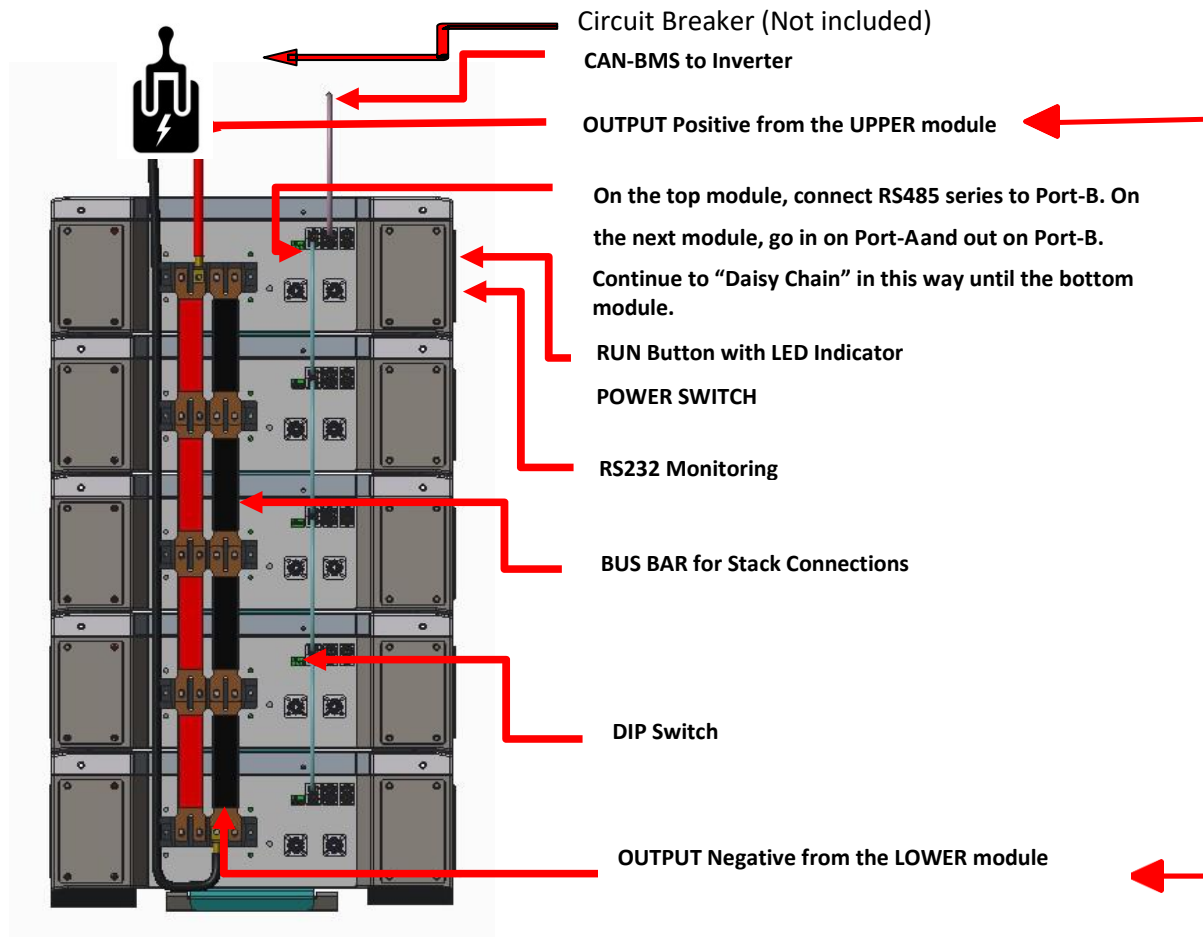 Circuit Breaker (Not included)
CAN-BMS to Inverter
OUTPUT Positive from the UPPER module
On the top module, connect RS485 series to Port-B. On
the next module, go in on Port-Aand out on Port-B.
Continue to “Daisy Chain” in this way until the bottom
module.
RUN Button with LED Indicator
POWER SWITCH
RS232 Monitoring
BUS BAR for Stack Connections
DIP Switch
OUTPUT Negative from the LOWER module